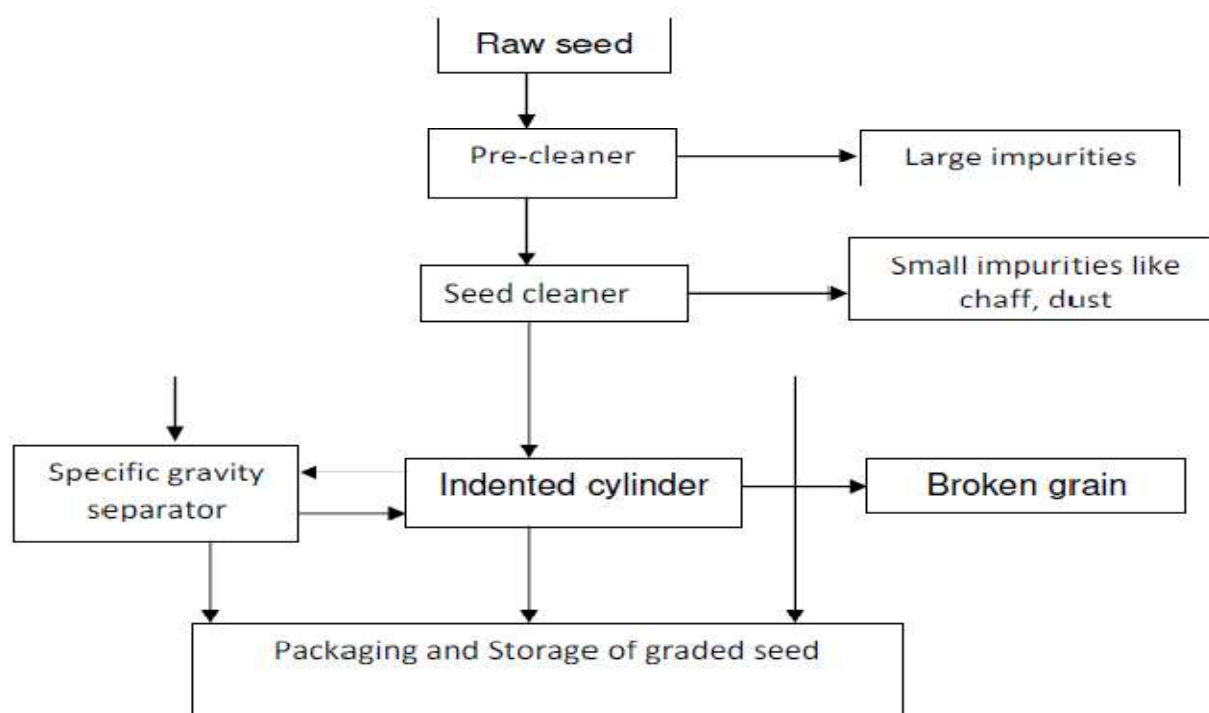 Raw seed
Pre-cleaner
Large impurities
Seed cleaner
Small impurities like
chaff, dust
Specific gravity
separator
Indented cylinder
Broken grain
Packaging and Storage of graded seed